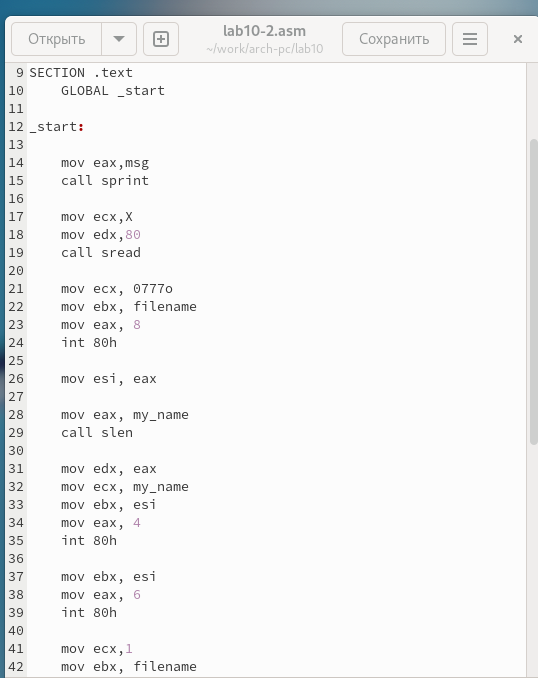 Открыть
lab10-2.asm
~/work/arch-pc/lab10
Сохранить
9 SECTION .text
10 GLOBAL _start
11
12 _start:
13
14 mov eax,msg
15 call sprint
16
17 mov ecx,X
18 mov edx,80
19 call sread
20
21 mov ecx, 0777o
22 mov ebx, filename
23 mov eax, 8
24 int 80h
25
26 mov esi, eax
27
28 mov eax, my_name
29 call slen
30
31 mov edx, eax
32 mov ecx, my_name
33 mov ebx, esi
34 mov eax, 4
35 int 80h
36
37 mov ebx, esi
38 mov eax, 6
39 int 80h
40
41 mov ecx,1
42 mov ebx, filename